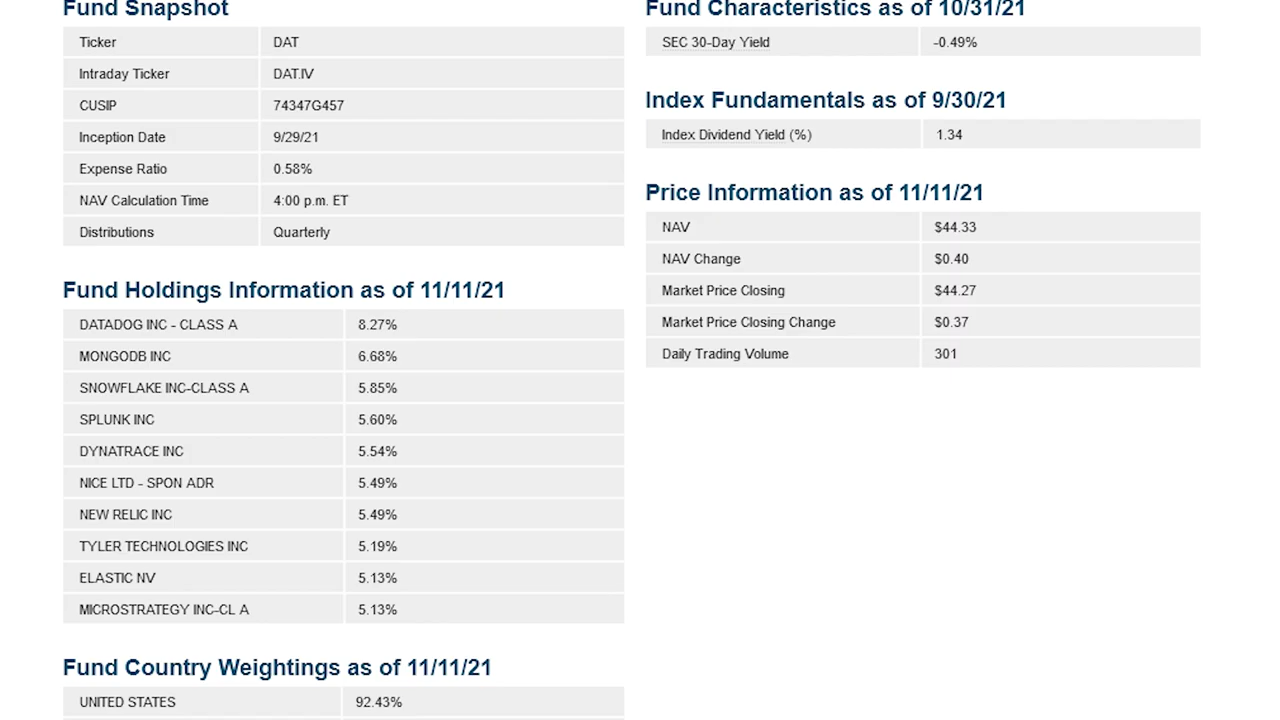 Fund Snapshot
Ticker DAT
Intraday Ticker DAT.IV
CUSIP 74347G457
Inception Date 9/29/21
Expense Ratio 0.58%
NAV Calculation Time 4:00 p.m. ET
Distributions Quarterly
Fund Holdings Information as of 11/11/21
DATADOG INC - CLASS A 8.27%
MONGODB INC 6.68%
SNOWFLAKE INC-CLASS A 5.85%
SPLUNK INC 5.60%
DYNATRACE INC 5.54%
NICE LTD - SPON ADR 5.49%
NEW RELIC INC 5.49%
TYLER TECHNOLOGIES INC 5.19%
ELASTIC NV 5.13%
MICROSTRATEGY INC-CL A 5.13%
Fund Country Weightings as of 11/11/21
UNITED STATES 92.43%
Fund Characteristics as of 10/31/21
SEC 30-Day Yield -0.49%
Index Fundamentals as of 9/30/21
Index Dividend Yield (%) 1.34
Price Information as of 11/11/21
NAV $44.33
NAV Change $0.40
Market Price Closing $44.27
Market Price Closing Change $0.37
Daily Trading Volume 301